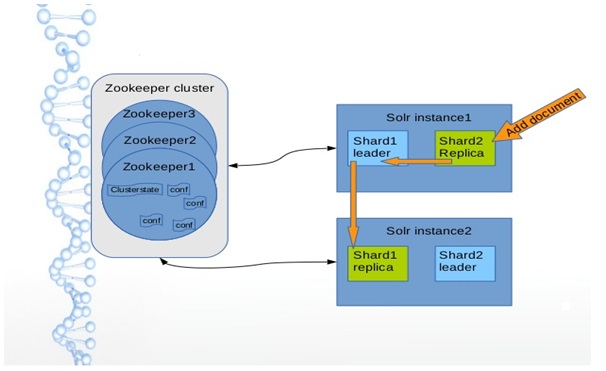 Zookeeper cluster
Zookeeper3
Zookeeper2
Zookeeper1
Clusterstate
conf
conf
conf
conf
Solr instance1
Shard1
leader
Shard2
Replica
Add document
Solr instance2
Shard1
replica
Shard2
leader